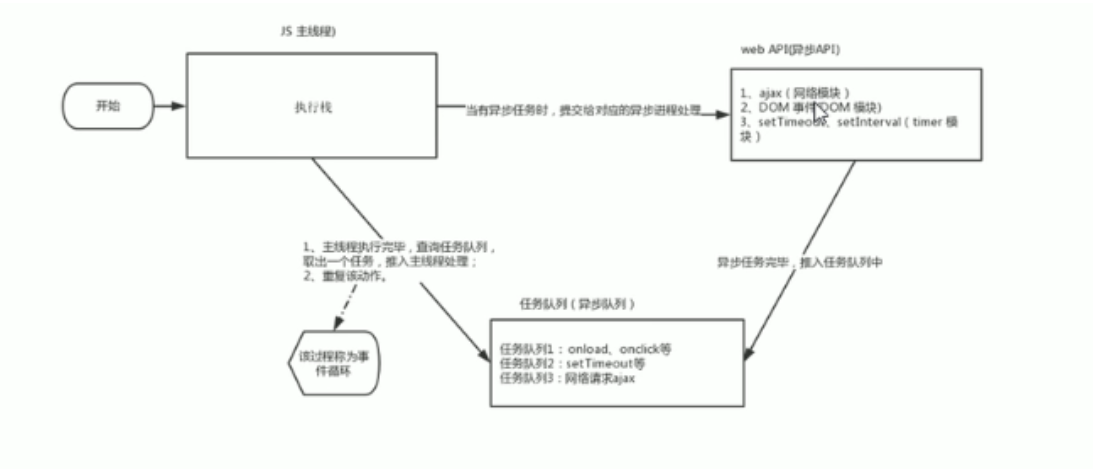 JS 主线程)
web API(异步API)
开始
执行栈
当有异步任务时，提交给对应的异步进程处理
1、ajax（网络模块）
2、DOM 事件(DOM 模块)
3、setTimeout、setInterval（timer 模
块）
1、主线程执行完毕，查询任务队列，
取出一个任务，推入主线程处理；
2、重复该动作。
异步任务完毕，推入任务队列中
任务队列（异步队列）
该过程称为事
件循环
任务队列1：onload、onclick等
任务队列2：setTimeout等
任务队列3：网络请求ajax